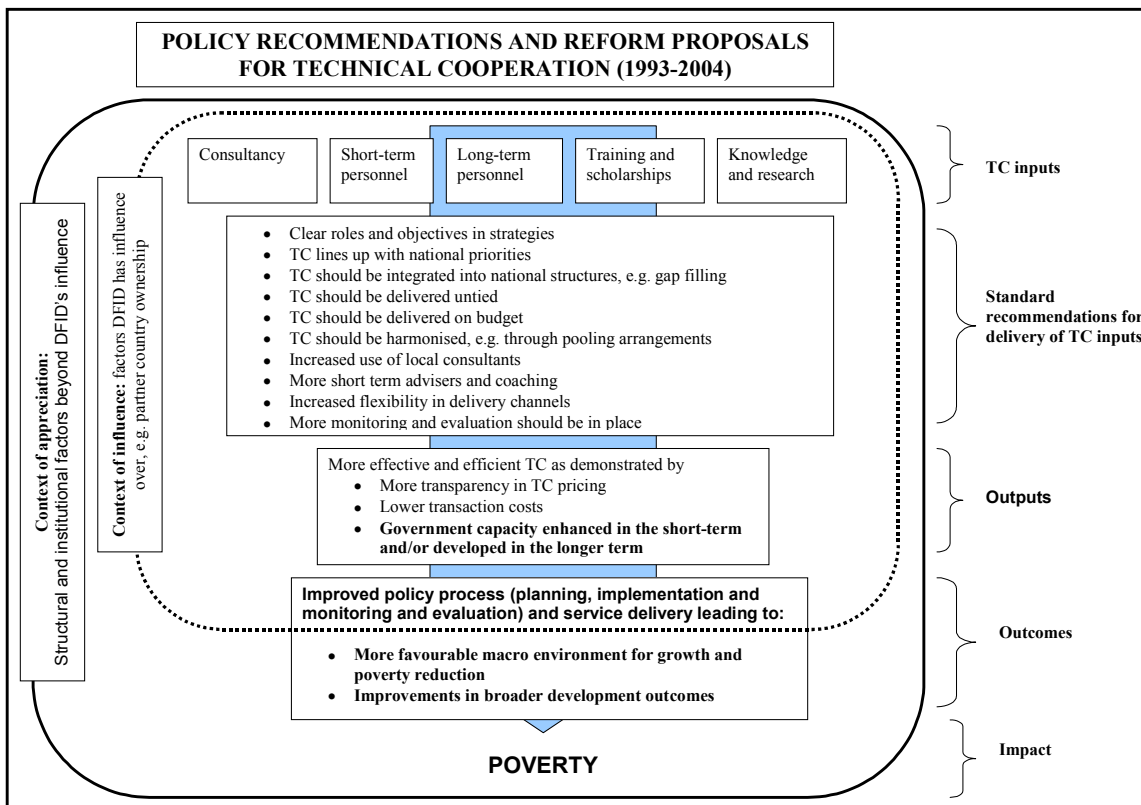 POLICY RECOMMENDATIONS AND REFORM PROPOSALS
FOR TECHNICAL COOPERATION (1993-2004)
Consultancy
Short-term
personnel
Long-term
personnel
Training and
scholarships
Knowledge
and research
TC inputs
Context of appreciation:
Structural and institutional factors beyond DFID's influence
Context of influence: factors DFID has influence
over, e.g. partner country ownership
• Clear roles and objectives in strategies
• TC lines up with national priorities
• TC should be integrated into national structures, e.g. gap filling
• TC should be delivered untied
• TC should be delivered on budget
• TC should be harmonised, e.g. through pooling arrangements
• Increased use of local consultants
• More short term advisers and coaching
• Increased flexibility in delivery channels
• More monitoring and evaluation should be in place
Standard
recommendations for
delivery of TC inputs
More effective and efficient TC as demonstrated by
• More transparency in TC pricing
• Lower transaction costs
• Government capacity enhanced in the short-term
and/or developed in the longer term
Outputs
Improved policy process (planning, implementation and
monitoring and evaluation) and service delivery leading to:
• More favourable macro environment for growth and
poverty reduction
• Improvements in broader development outcomes
Outcomes
POVERTY
Impact